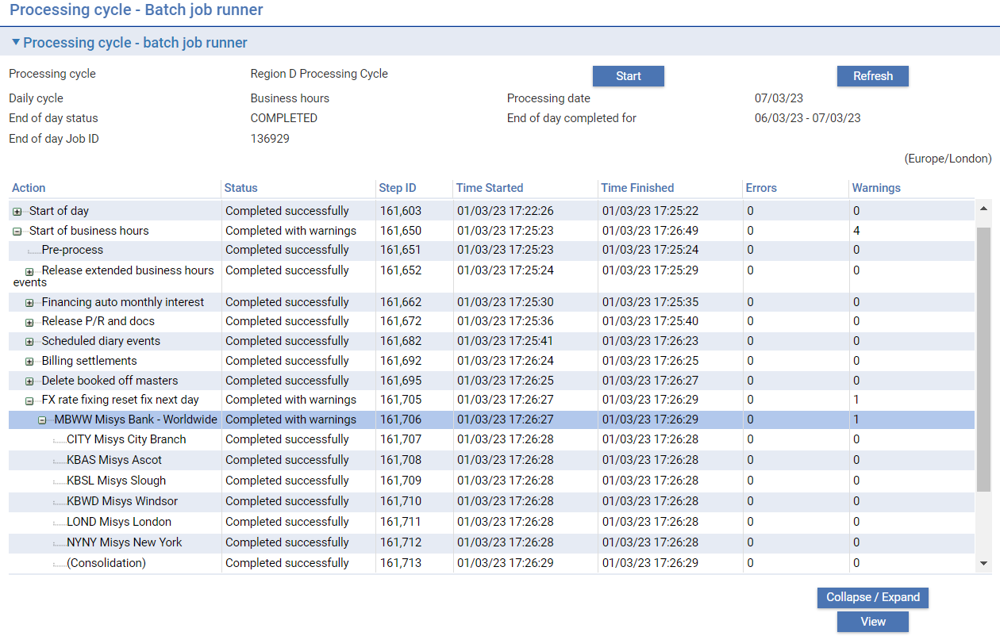 Processing cycle - Batch job runner
Processing cycle - batch job runner
Processing cycle Region D Processing Cycle Start Refresh
Daily cycle Business hours Processing date 07/03/23
End of day status COMPLETED End of day completed for 06/03/23 - 07/03/23
End of day Job ID 136929
(Europe/London)
Action Status Step ID Time Started Time Finished Errors Warnings
Start of day Completed successfully 161,603 01/03/23 17:22:26 01/03/23 17:25:22 0 0
Start of business hours Completed with warnings 161,650 01/03/23 17:25:23 01/03/23 17:26:49 0 4
Pre-process Completed successfully 161,651 01/03/23 17:25:23 01/03/23 17:25:24 0 0
Release extended business hours Completed successfully 161,652 01/03/23 17:25:24 01/03/23 17:25:29 0 0
events
Financing auto monthly interest Completed successfully 161,662 01/03/23 17:25:30 01/03/23 17:25:35 0 0
Release P/R and docs Completed successfully 161,672 01/03/23 17:25:36 01/03/23 17:25:40 0 0
Scheduled diary events Completed successfully 161,682 01/03/23 17:25:41 01/03/23 17:26:23 0 0
Billing settlements Completed successfully 161,692 01/03/23 17:26:24 01/03/23 17:26:25 0 0
Delete booked off masters Completed successfully 161,695 01/03/23 17:26:25 01/03/23 17:26:27 0 0
FX rate fixing reset fix next day Completed with warnings 161,705 01/03/23 17:26:27 01/03/23 17:26:29 0 1
MBWW Misys Bank - Worldwide Completed with warnings 161,706 01/03/23 17:26:27 01/03/23 17:26:29 0 1
CITY Misys City Branch Completed successfully 161,707 01/03/23 17:26:28 01/03/23 17:26:28 0 0
KBAS Misys Ascot Completed successfully 161,708 01/03/23 17:26:28 01/03/23 17:26:28 0 0
KBSL Misys Slough Completed successfully 161,709 01/03/23 17:26:28 01/03/23 17:26:28 0 0
KBWD Misys Windsor Completed successfully 161,710 01/03/23 17:26:28 01/03/23 17:26:28 0 0
LOND Misys London Completed successfully 161,711 01/03/23 17:26:28 01/03/23 17:26:28 0 0
NYNY Misys New York Completed successfully 161,712 01/03/23 17:26:28 01/03/23 17:26:28 0 0
(Consolidation) Completed successfully 161,713 01/03/23 17:26:29 01/03/23 17:26:29 0 0
Collapse / Expand
View